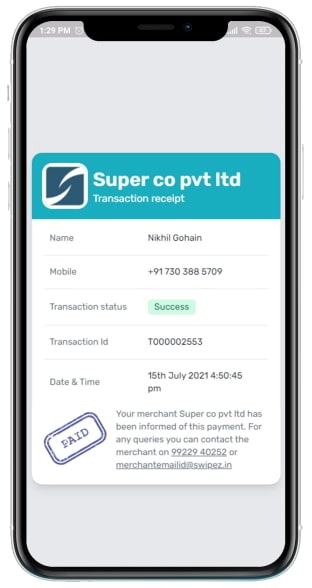 1:29 PM
Super co pvt ltd
Transaction receipt
Name Nikhil Gohain
Mobile +91 730 388 5709
Transaction status Success
Transaction Id T000002553
Date & Time 15th July 2021 4:50:45
pm
PAID
Your merchant Super co pvt ltd has
been informed of this payment. For
any queries you can contact the
merchant on 99229 40252 or
merchantemailid@swipez.in